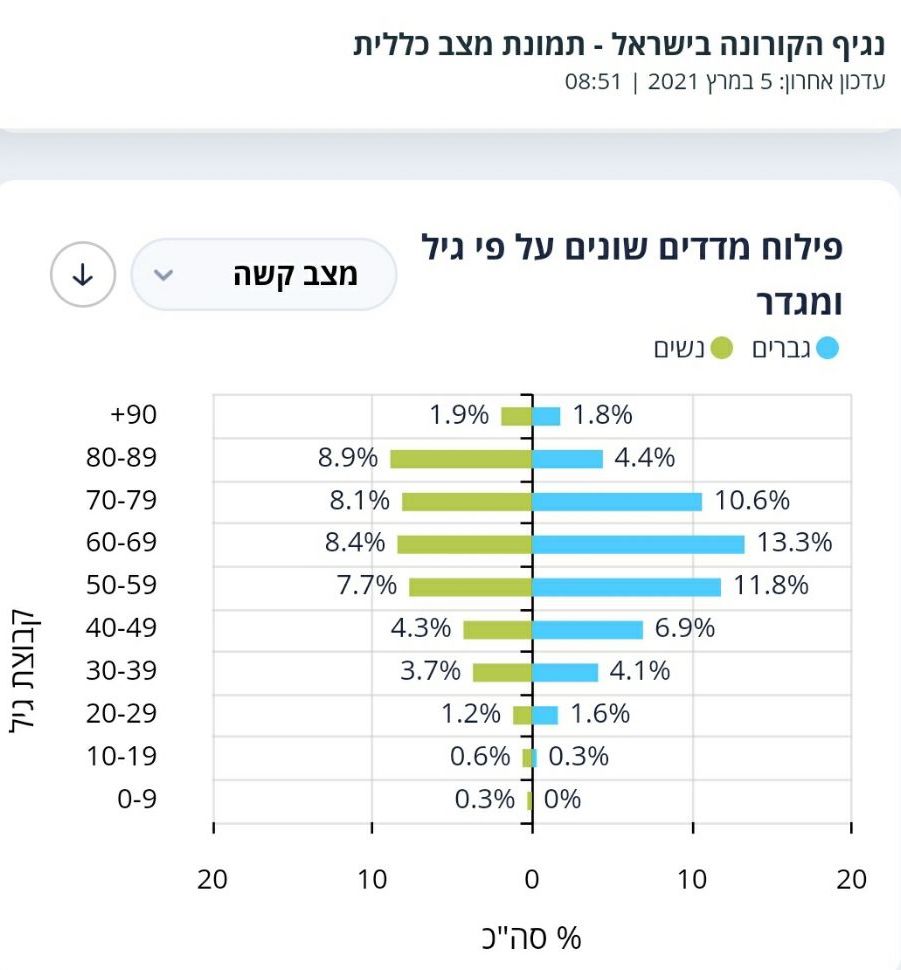 נגיף הקורונה בישראל - תמונת מצב כללית
עדכון אחרון: 5 במרץ 2021 | 08:51
פילוח מדדים שונים על פי גיל
ומגדר
מצב קשה
גברים נשים
90+ 1.9% 1.8%
80-89 8.9% 4.4%
70-79 8.1% 10.6%
60-69 8.4% 13.3%
50-59 7.7% 11.8%
40-49 4.3% 6.9%
30-39 3.7% 4.1%
20-29 1.2% 1.6%
10-19 0.6% 0.3%
0-9 0.3% 0%
קבוצת גיל
20 10 0 10 20
% סה"כ